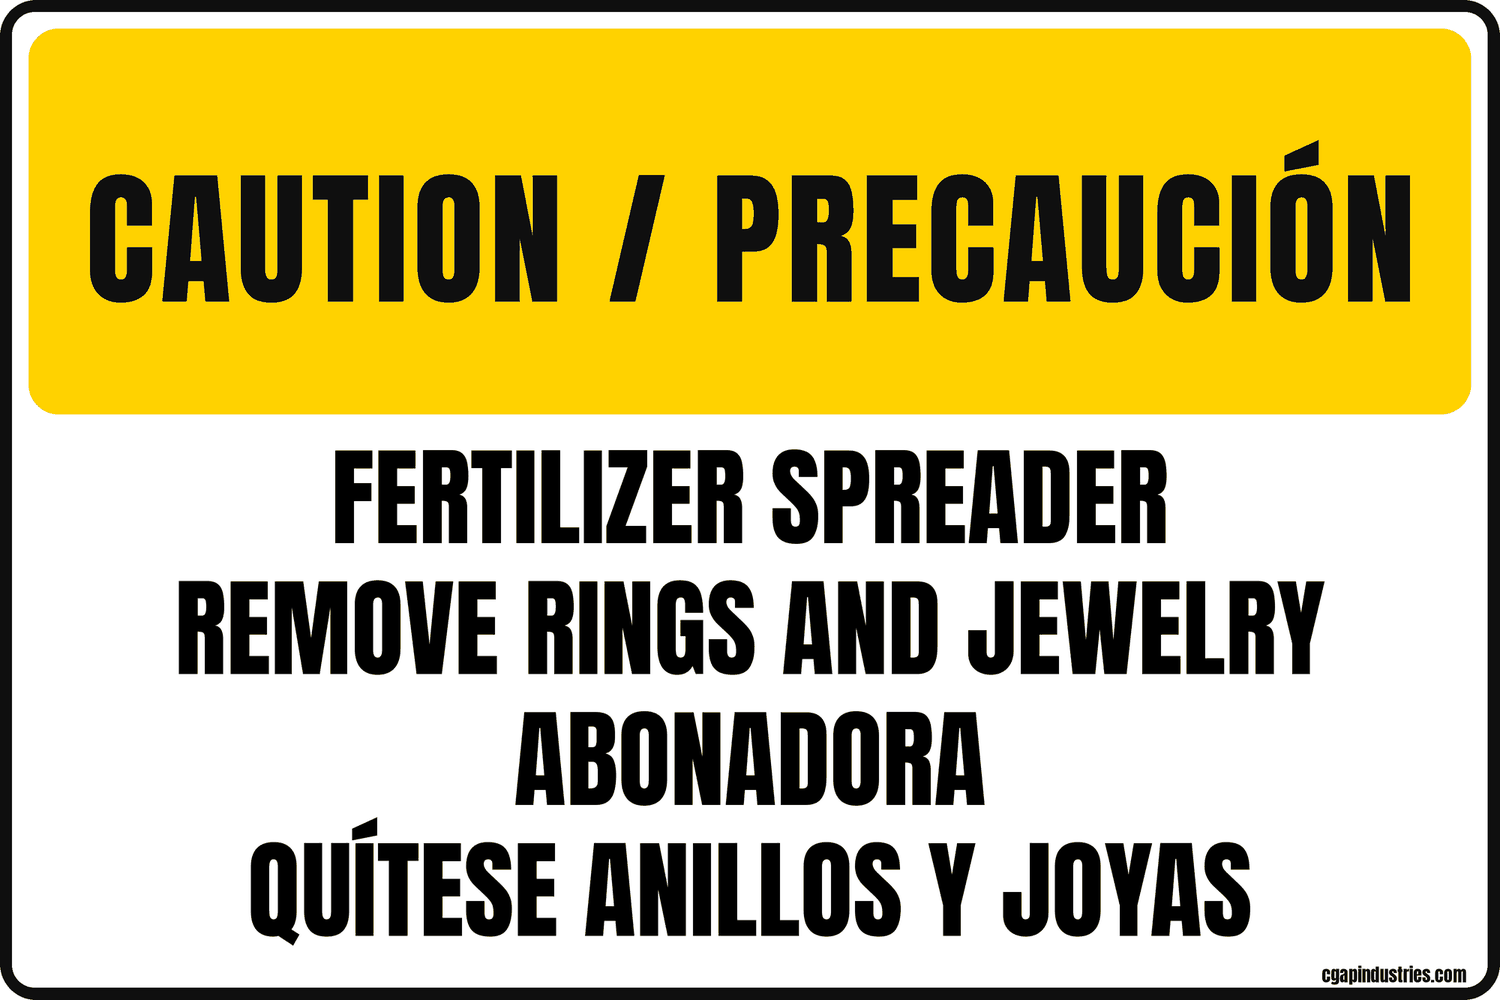 CAUTION / PRECAUCIÓN
FERTILIZER SPREADER
REMOVE RINGS AND JEWELRY
ABONADORA
QUÍTESE ANILLOS Y JOYAS
cgapindustries.com